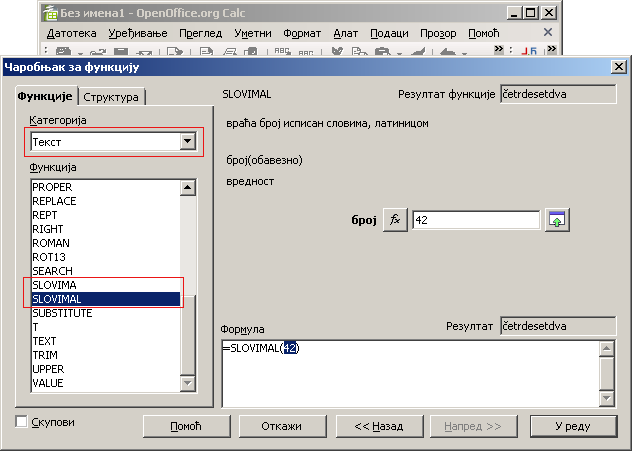 Без имена1 - OpenOffice.org Calc
Датотека Уређивање Преглед Уметни Формат Алат Подаци Прозор Помоћ
Чаробњак за функцију
Функције Структура
SLOVIMAL
Резултат функције četrdesetdva
Категорија
Текст
враћа број исписан словима, латиницом
број(обавезно)
вредност
број fx 42
Функција
PROPER
REPLACE
REPT
RIGHT
ROMAN
ROT13
SEARCH
SLOVIMA
SLOVIMAL
SUBSTITUTE
T
TEXT
TRIM
UPPER
VALUE
Формула
Резултат četrdesetdva
=SLOVIMAL(42)
Скупови
Помоћ
Откажи
<< Назад
Напред >>
У реду